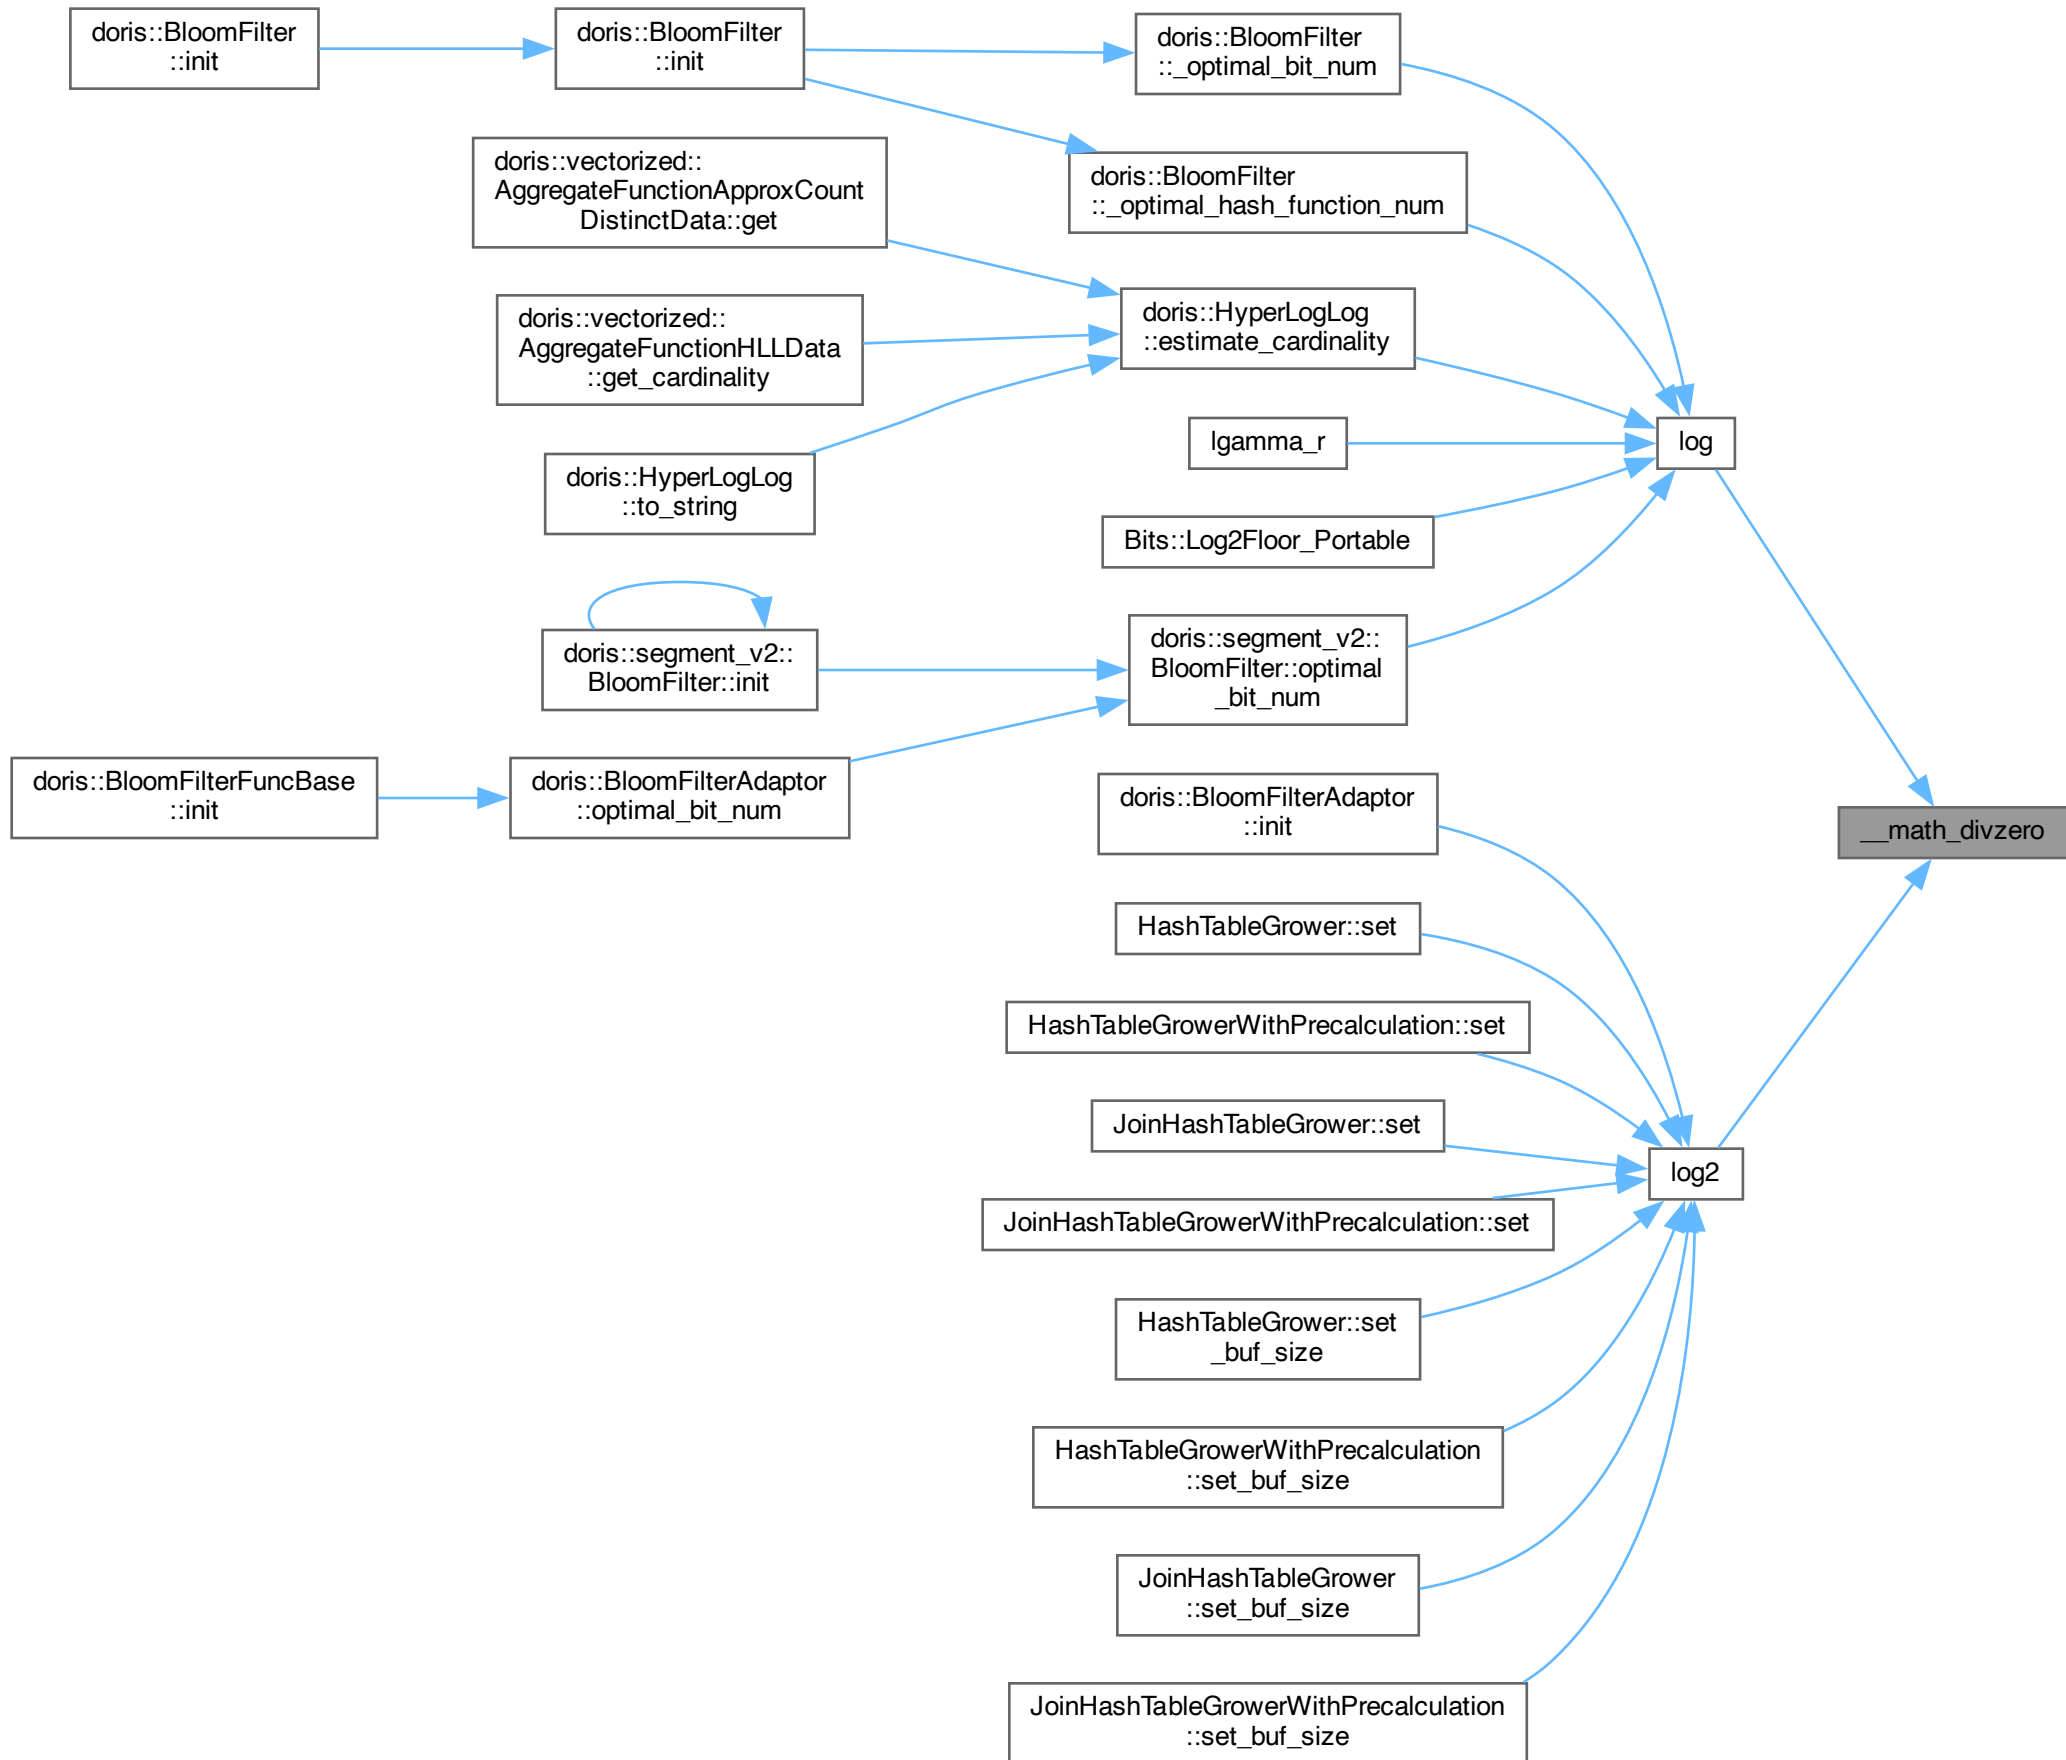 doris::BloomFilter
::init
doris::BloomFilter
::init
doris::BloomFilter
::_optimal_bit_num
doris::vectorized::
AggregateFunctionApproxCount
DistinctData::get
doris::BloomFilter
::_optimal_hash_function_num
doris::vectorized::
AggregateFunctionHLLData
::get_cardinality
doris::HyperLogLog
::estimate_cardinality
lgamma_r
log
doris::HyperLogLog
::to_string
Bits::Log2Floor_Portable
doris::segment_v2::
BloomFilter::init
doris::segment_v2::
BloomFilter::optimal
_bit_num
doris::BloomFilterFuncBase
::init
doris::BloomFilterAdaptor
::optimal_bit_num
doris::BloomFilterAdaptor
::init
__math_divzero
HashTableGrower::set
HashTableGrowerWithPrecalculation::set
JoinHashTableGrower::set
log2
JoinHashTableGrowerWithPrecalculation::set
HashTableGrower::set
_buf_size
HashTableGrowerWithPrecalculation
::set_buf_size
JoinHashTableGrower
::set_buf_size
JoinHashTableGrowerWithPrecalculation
::set_buf_size